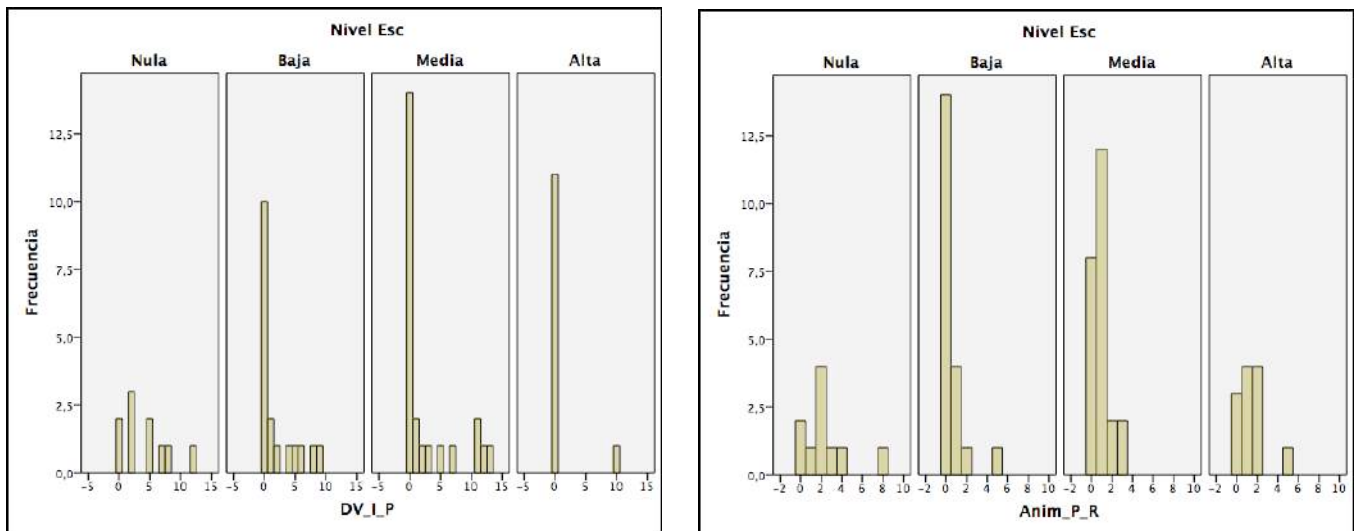 Nivel Esc
Nula Baja Media Alta
12,5
10,0
7,5
5,0
2,5
0,0
Frecuencia
-5 0 5 10 15 -5 0 5 10 15 -5 0 5 10 15 -5 0 5 10 15
DV_I_P
Nivel Esc
Nula Baja Media Alta
12,5
10,0
7,5
5,0
2,5
0,0
Frecuencia
-2 0 2 4 6 8 10 -2 0 2 4 6 8 10 -2 0 2 4 6 8 10 -2 0 2 4 6 8 10
Anim_P_R